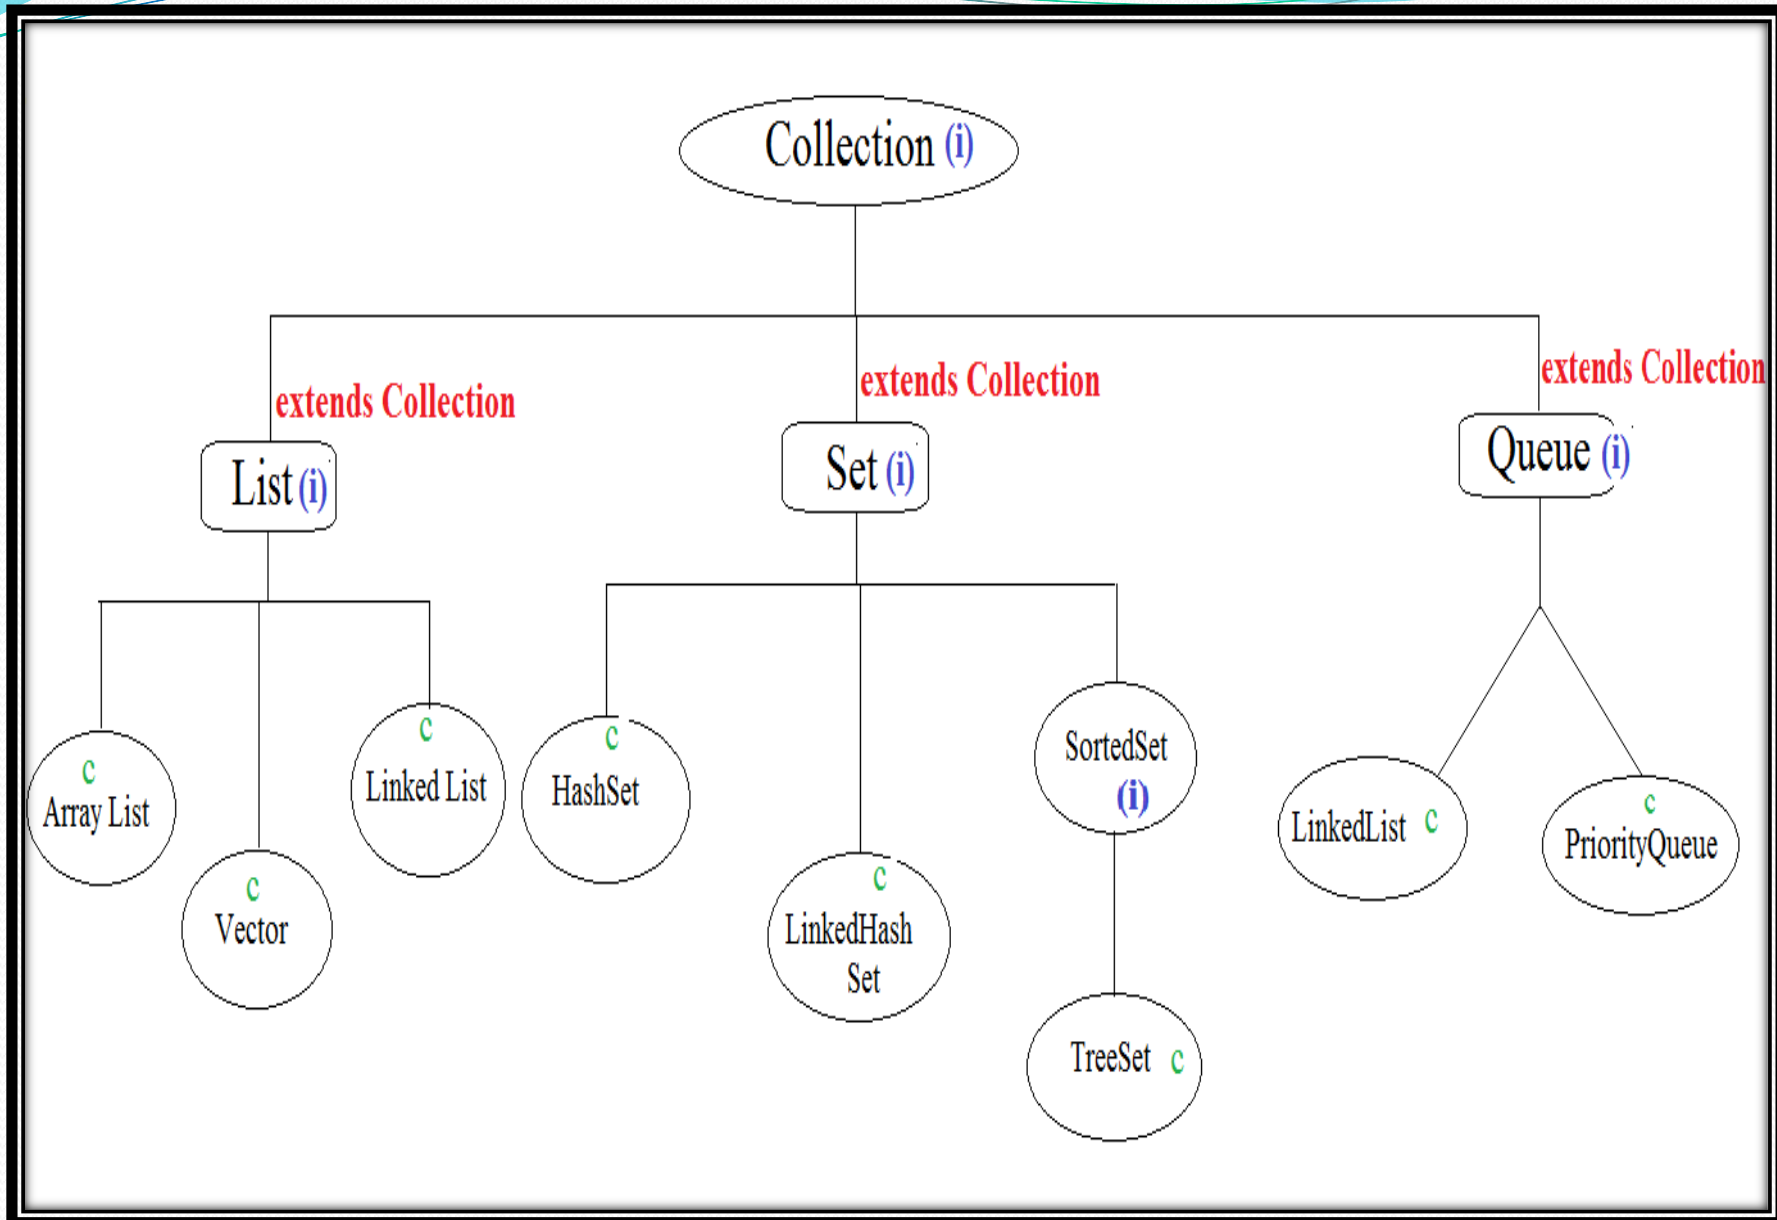 Collection (i)
extends Collection
extends Collection
extends Collection
List (i)
Set (i)
Queue (i)
c
Array List
c
Vector
c
Linked List
c
HashSet
c
LinkedHash
Set
SortedSet
(i)
TreeSet c
LinkedList c
c
PriorityQueue